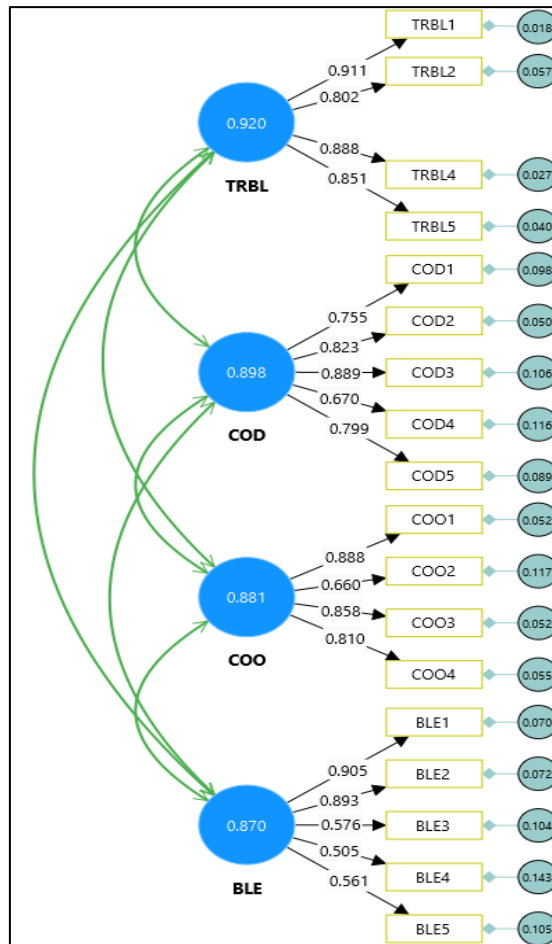 TRBL1 0.018
0.911
TRBL2 0.057
0.802
0.920
0.888
TRBL4 0.027
0.851
TRBL
TRBL5 0.040
COD1 0.098
0.755
COD2 0.050
0.823
0.898
0.889 COD3 0.106
0.670
COD4 0.116
0.799
COD
COD5 0.089
COO1 0.052
0.888
COO2 0.117
0.660
0.881
0.858 COO3 0.052
0.810
COO
COO4 0.055
BLE1 0.070
0.905
BLE2 0.072
0.893
0.870
0.576 BLE3 0.104
0.505
BLE4 0.143
0.561
BLE
BLE5 0.105